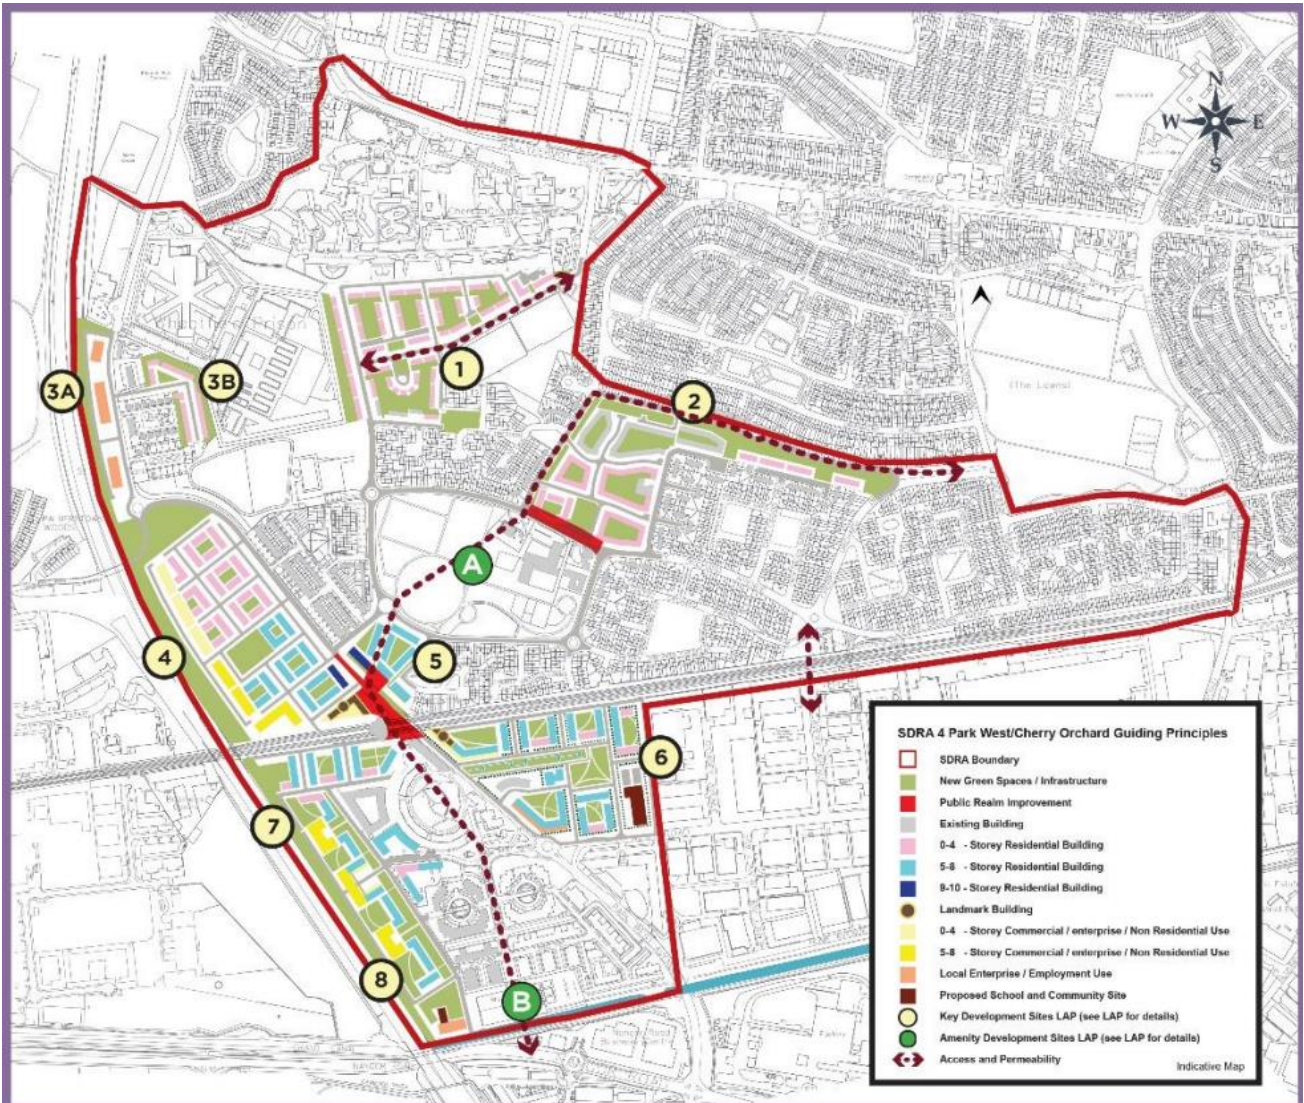 N
W E
S
3A
3B
1
2
(The Lawns)
A
4
5
6
7
8
B
SDRA 4 Park West/Cherry Orchard Guiding Principles
SDRA Boundary
New Green Spaces / Infrastructure
Public Realm Improvement
Existing Building
0-4 - Storey Residential Building
5-8 - Storey Residential Building
9-10 - Storey Residential Building
Landmark Building
0-4 - Storey Commercial / enterprise / Non Residential Use
5-8 - Storey Commercial / enterprise / Non Residential Use
Local Enterprise / Employment Use
Proposed School and Community Site
Key Development Sites LAP (see LAP for details)
Amenity Development Sites LAP (see LAP for details)
Access and Permeability
Indicative Map